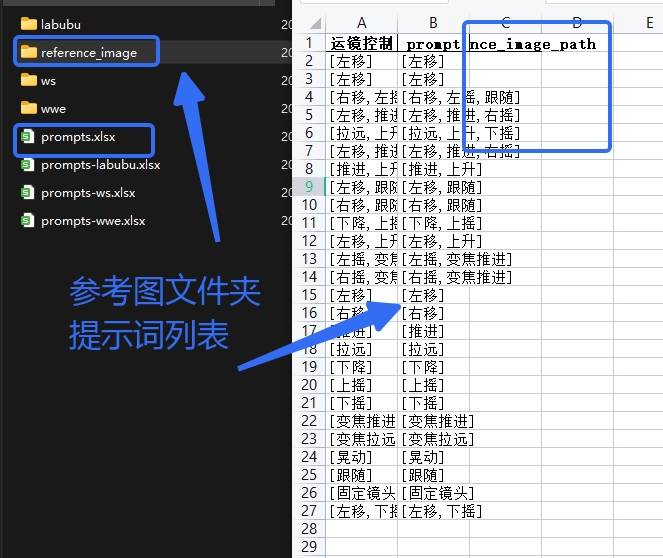 labubu
reference_image
ws
wwe
prompts.xlsx
prompts-labubu.xlsx
prompts-ws.xlsx
prompts-wwe.xlsx
20
20
20
20
20
20
20
20
参考图文件夹
提示词列表
A B C D E
1 运镜控制 prompt nce_image_path
2 [左移] [左移]
3 [左移] [左移]
4 [右移,左摇 [右移,左摇,跟随]
5 [左移,推进 [左移,推进,右摇]
6 [拉远,上升 [拉远,上升,下摇]
7 [左移,推进 [左移,推进,右摇]
8 [推进,上升 [推进,上升]
9 [左移,跟随 [左移,跟随]
10 [右移,跟随 [右移,跟随]
11 [下降,上摇 [下降,上摇]
12 [左移,上升 [左移,上升]
13 [左摇,变焦 [左摇,变焦推进]
14 [右摇,变焦 [右摇,变焦推进]
15 [左移] [左移]
16 [右移] [右移]
17 [推进] [推进]
18 [拉远] [拉远]
19 [下降] [下降]
20 [上摇] [上摇]
21 [下摇] [下摇]
22 [变焦推进 [变焦推进]
23 [变焦拉远 [变焦拉远]
24 [晃动] [晃动]
25 [跟随] [跟随]
26 [固定镜头 [固定镜头]
27 [左移,下摇 [左移,下摇]
28
29